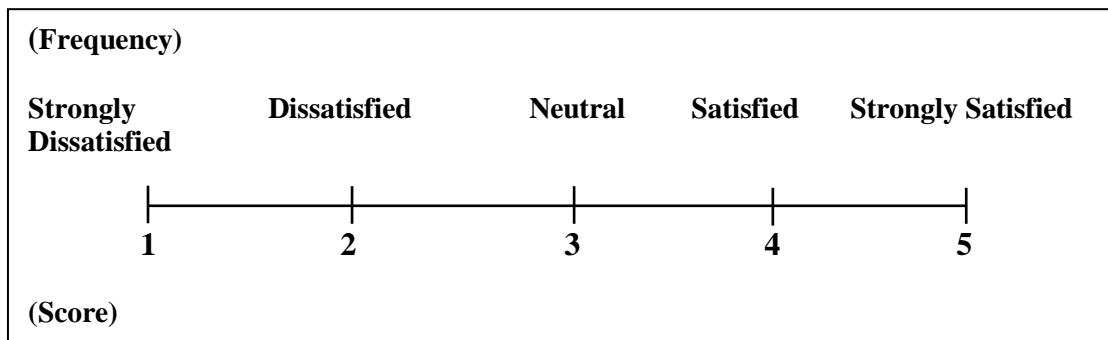 (Frequency)
Strongly Dissatisfied Neutral Satisfied Strongly Satisfied
Dissatisfied
1 2 3 4 5
(Score)